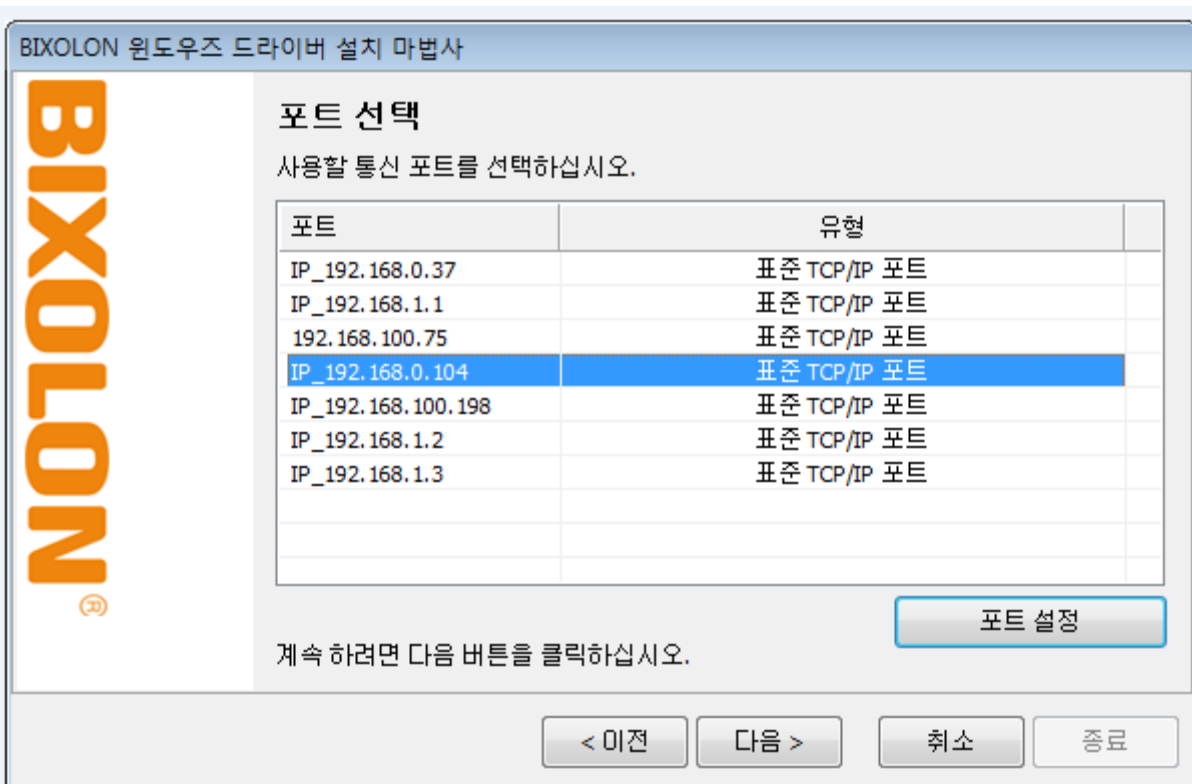 BIXOLON 윈도우즈 드라이버 설치 마법사
BIXOLON®
포트 선택
사용할 통신 포트를 선택하십시오.
포트 유형
IP_192.168.0.37 표준 TCP/IP 포트
IP_192.168.1.1 표준 TCP/IP 포트
192.168.100.75 표준 TCP/IP 포트
IP_192.168.0.104 표준 TCP/IP 포트
IP_192.168.100.198 표준 TCP/IP 포트
IP_192.168.1.2 표준 TCP/IP 포트
IP_192.168.1.3 표준 TCP/IP 포트
포트 설정
계속 하려면 다음 버튼을 클릭하십시오.
< 이전 다음 > 취소 종료